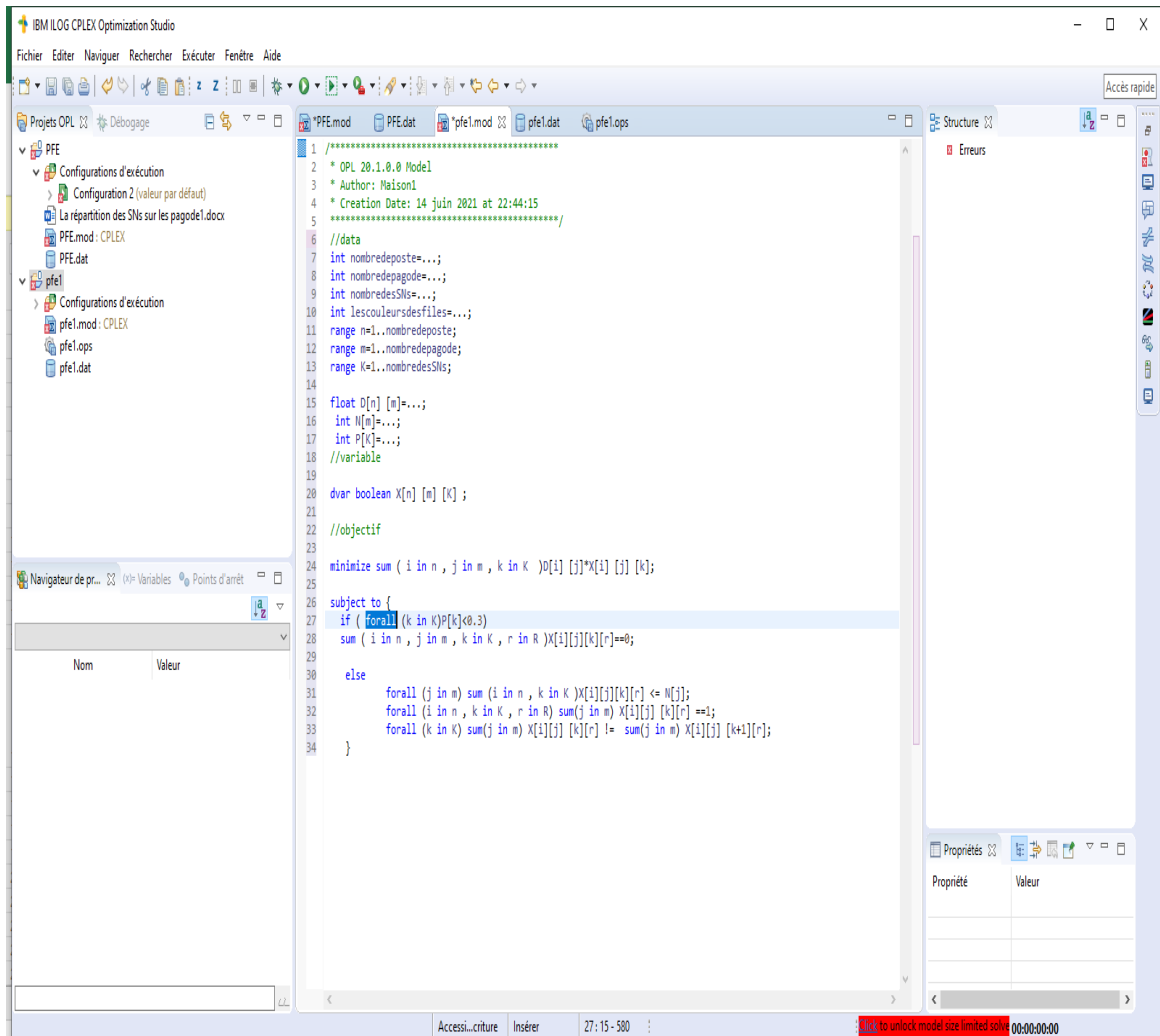 IBM ILOG CPLEX Optimization Studio
Fichier Editer Naviguer Rechercher Exécuter Fenêtre Aide
Accès rapide
Projets OPL Débogage
PFE
Configurations d'exécution
Configuration 2 (valeur par défaut)
La répartition des SNs sur les pagode1.docx
PFE.mod : CPLEX
PFE.dat
pfe1
Configurations d'exécution
pfe1.mod : CPLEX
pfe1.ops
pfe1.dat
Navigateur de pr... (x)= Variables Points d'arrêt
Nom Valeur
*PFE.mod PFE.dat *pfe1.mod pfe1.dat pfe1.ops
1 /*********************************************
2 * OPL 20.1.0.0 Model
3 * Author: Maison1
4 * Creation Date: 14 juin 2021 at 22:44:15
5 *********************************************/
6 //data
7 int nombredeposte=...;
8 int nombredepagode=...;
9 int nombredesSNs=...;
10 int lescouleursdesfiles=...;
11 range n=1..nombredeposte;
12 range m=1..nombredepagode;
13 range K=1..nombredesSNs;
14
15 float D[n] [m]=...;
16 int N[m]=...;
17 int P[K]=...;
18 //variable
19
20 dvar boolean X[n] [m] [K] ;
21
22 //objectif
23
24 minimize sum ( i in n , j in m , k in K )D[i] [j]*X[i] [j] [k];
25
26 subject to {
27 if ( forall (k in K)P[k]<0.3)
28 sum ( i in n , j in m , k in K , r in R )X[i][j][k][r]==0;
29
30 else
31 forall (j in m) sum (i in n , k in K )X[i][j][k][r] <= N[j];
32 forall (i in n , k in K , r in R) sum(j in m) X[i][j] [k][r] ==1;
33 forall (k in K) sum(j in m) X[i][j] [k][r] != sum(j in m) X[i][j] [k+1][r];
34 }
Structure
Erreurs
Propriétés
Propriété Valeur
Accessi...criture Insérer 27 : 15 - 580
Click to unlock model size limited solve 00:00:00:00